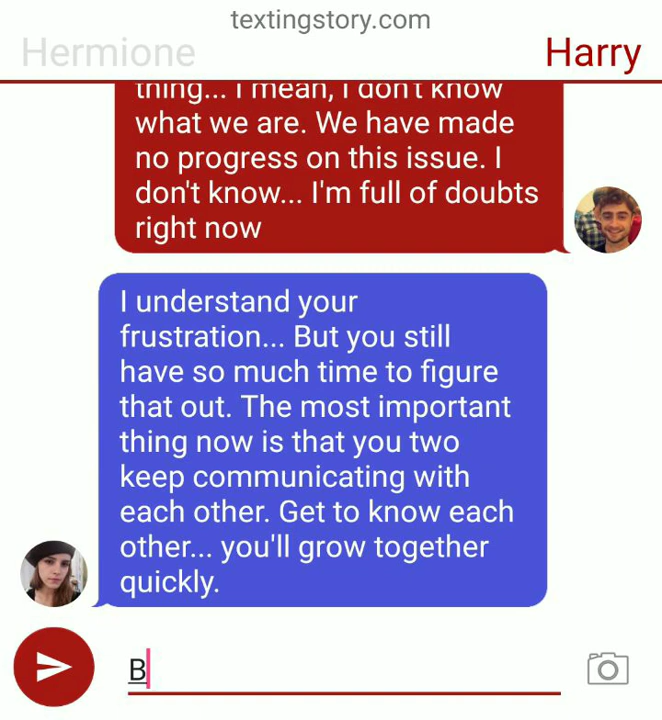 textingstory.com
Hermione
Harry
thing... I mean, I don't know
what we are. We have made
no progress on this issue. I
don't know... I'm full of doubts
right now
I understand your
frustration... But you still
have so much time to figure
that out. The most important
thing now is that you two
keep communicating with
each other. Get to know each
other... you'll grow together
quickly.
B